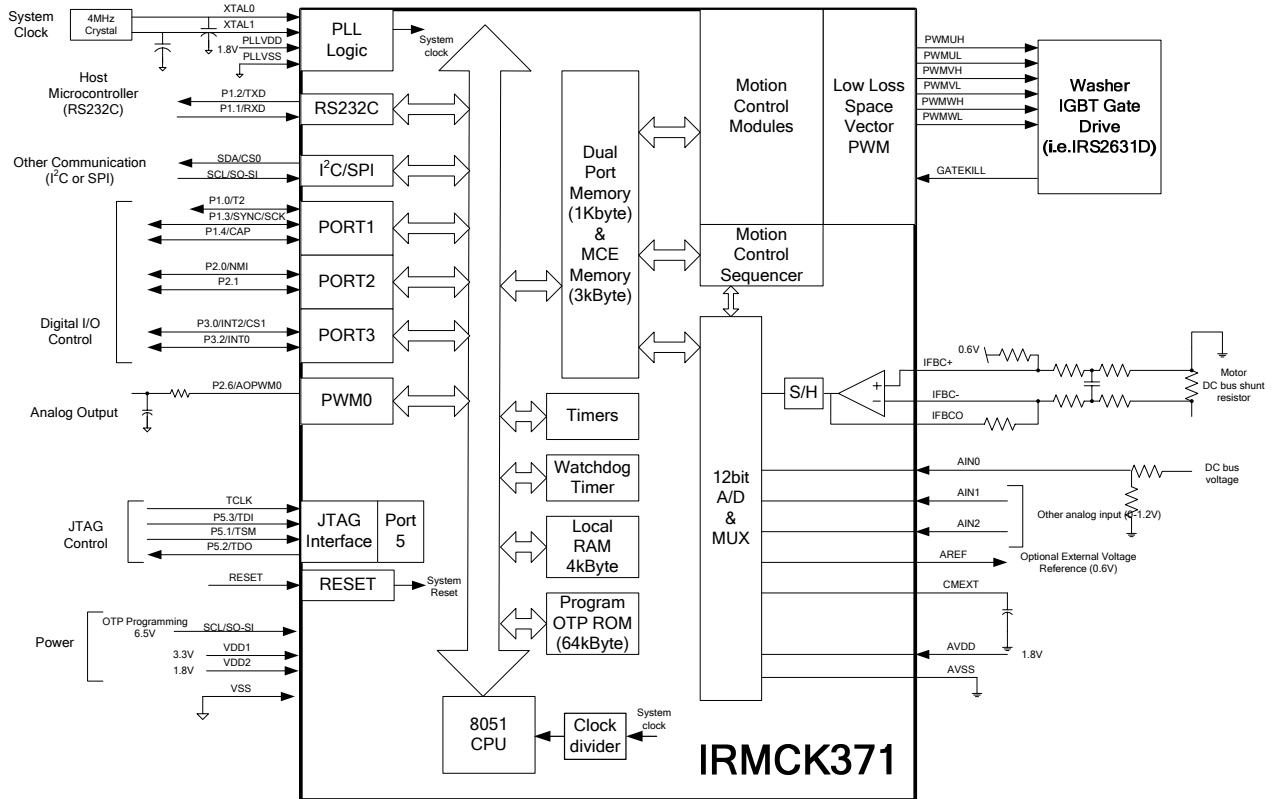 System
Clock
4MHz
Crystal
XTAL0
XTAL1
PLLVDD
1.8V
PLLVSS
PLL
Logic
System
clock
Host
Microcontroller
(RS232C)
P1.2/TXD
P1.1/RXD
RS232C
Other Communication
(I²C or SPI)
SDA/CS0
SCL/SO-SI
I²C/SPI
Digital I/O
Control
P1.0/T2
P1.3/SYNC/SCK
P1.4/CAP
PORT1
P2.0/NMI
P2.1
PORT2
P3.0/INT2/CS1
P3.2/INT0
PORT3
Analog Output
P2.6/AOPWM0
PWM0
JTAG
Control
TCLK
P5.3/TDI
P5.1/TSM
P5.2/TDO
JTAG
Interface
Port
5
RESET
RESET
System
Reset
Power
OTP Programming
6.5V
SCL/SO-SI
3.3V
VDD1
1.8V
VDD2
VSS
Dual
Port
Memory
(1Kbyte)
&
MCE
Memory
(3kByte)
Timers
Watchdog
Timer
Local
RAM
4kByte
Program
OTP ROM
(64kByte)
8051
CPU
Clock
divider
System
clock
Motion
Control
Modules
Low Loss
Space
Vector
PWM
Motion
Control
Sequencer
12bit
A/D
&
MUX
S/H
+
−
IRMCK371
PWMUH
PWMUL
PWMVH
PWMVL
PWMWH
PWMWL
GATEKILL
Washer
IGBT Gate
Drive
(i.e.IRS2631D)
0.6V
IFBC+
IFBC-
IFBCO
Motor
DC bus shunt
resistor
AIN0
DC bus
voltage
AIN1
AIN2
Other analog input (0-1.2V)
AREF
Optional External Voltage
Reference (0.6V)
CMEXT
AVDD
1.8V
AVSS